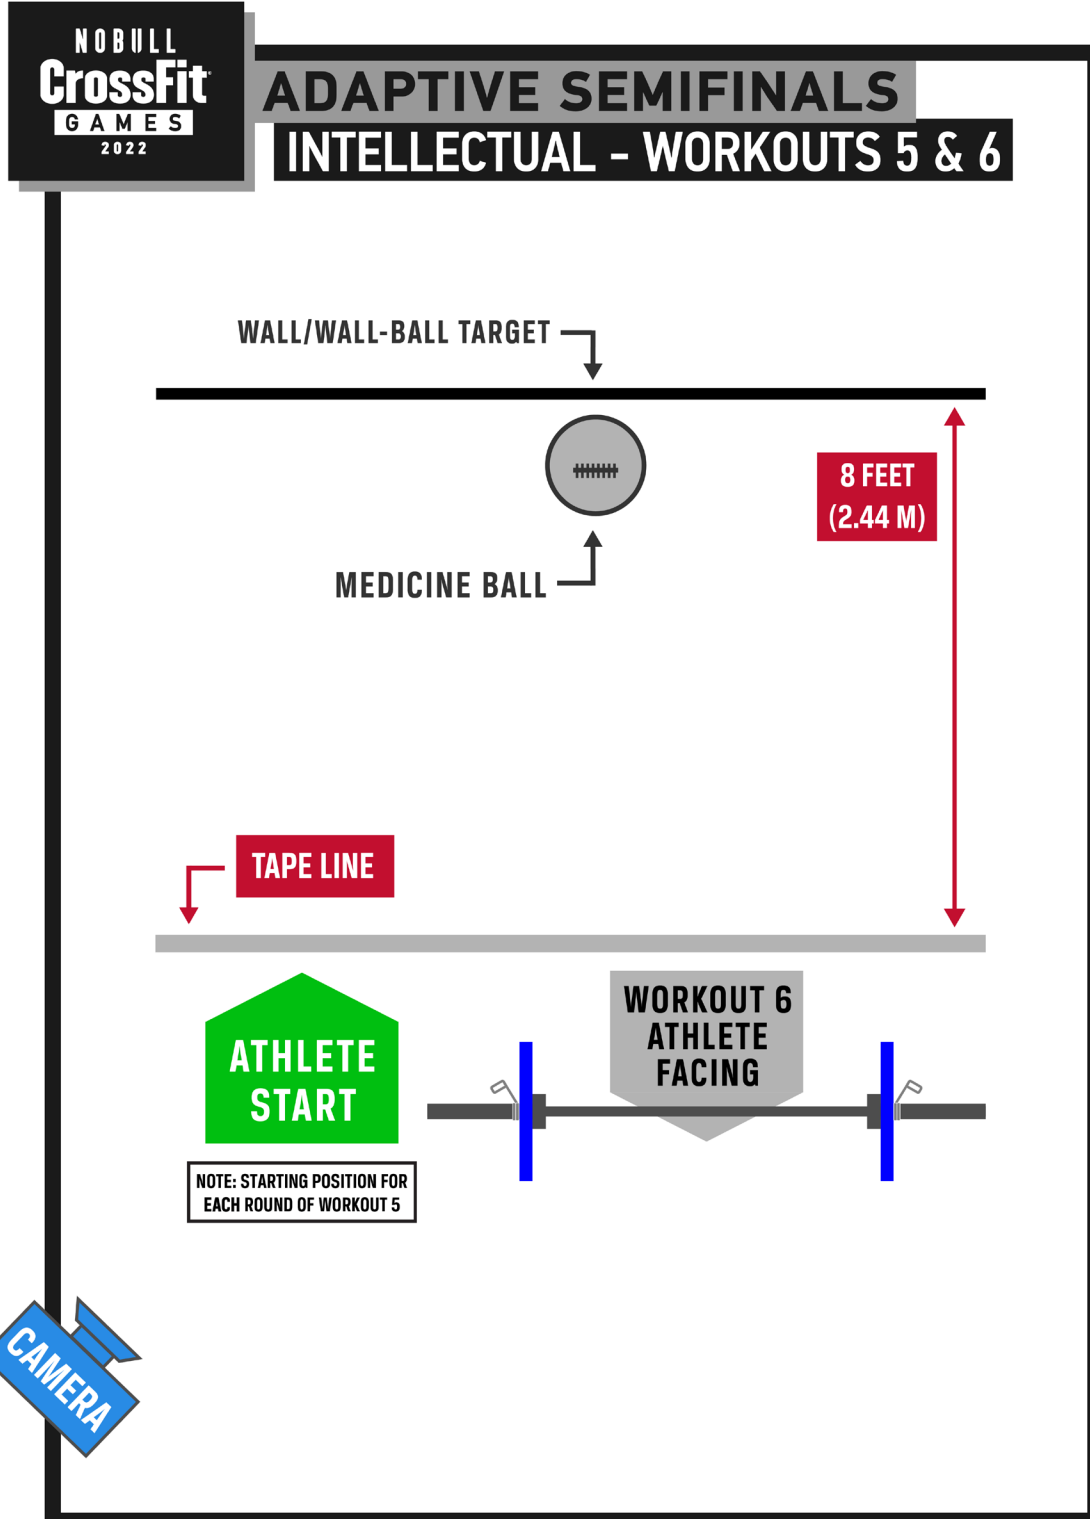 NOBULL
CrossFit
GAMES
2022
ADAPTIVE SEMIFINALS
INTELLECTUAL - WORKOUTS 5 & 6
WALL/WALL-BALL TARGET
8 FEET
(2.44 M)
MEDICINE BALL
TAPE LINE
ATHLETE
START
WORKOUT 6
ATHLETE
FACING
NOTE: STARTING POSITION FOR
EACH ROUND OF WORKOUT 5
CAMERA